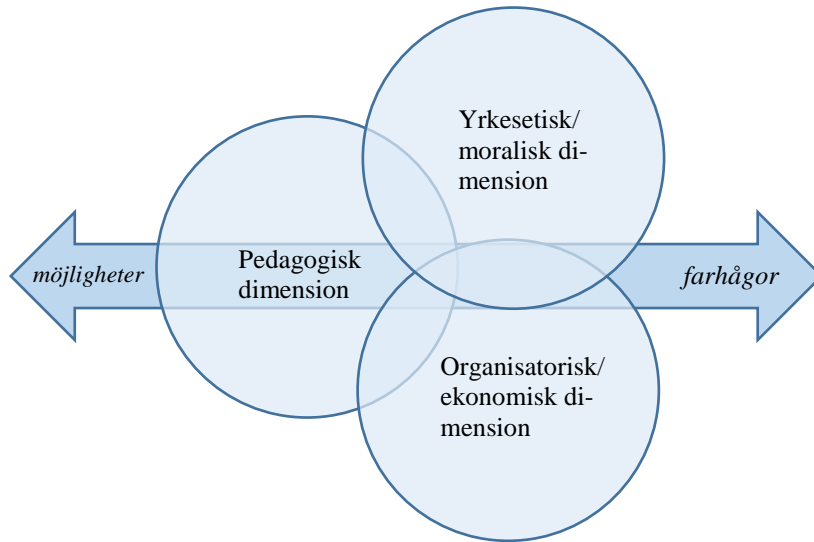 Yrkesetisk/
moralisk di-
mension
möjligheter
Pedagogisk
dimension
farhågor
Organisatorisk/
ekonomisk di-
mension